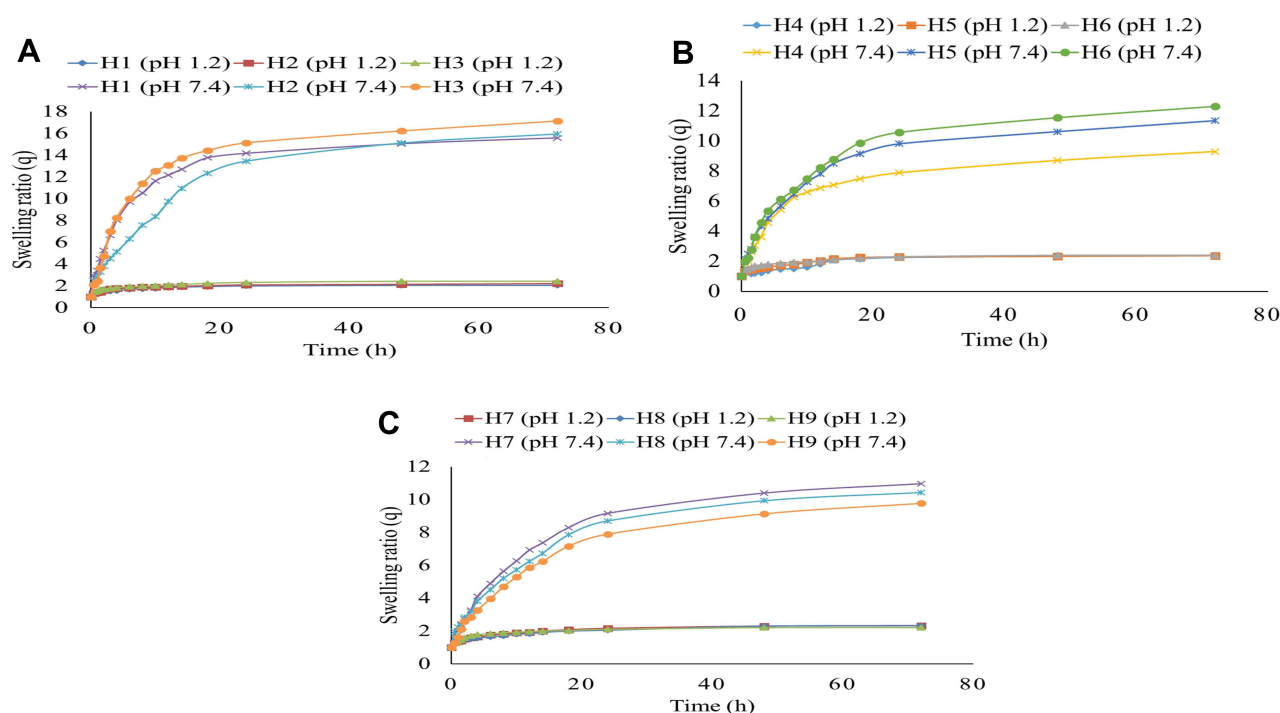 A
H1 (pH 1.2) H2 (pH 1.2) H3 (pH 1.2)
H1 (pH 7.4) H2 (pH 7.4) H3 (pH 7.4)
18
16
14
12
10
8
6
4
2
0
Swelling ratio (q)
0 20 40 60 80
Time (h)
B
H4 (pH 1.2) H5 (pH 1.2) H6 (pH 1.2)
H4 (pH 7.4) H5 (pH 7.4) H6 (pH 7.4)
14
12
10
8
6
4
2
0
Swelling ratio (q)
0 20 40 60 80
Time (h)
C
H7 (pH 1.2) H8 (pH 1.2) H9 (pH 1.2)
H7 (pH 7.4) H8 (pH 7.4) H9 (pH 7.4)
12
10
8
6
4
2
0
Swelling ratio (q)
0 20 40 60 80
Time (h)